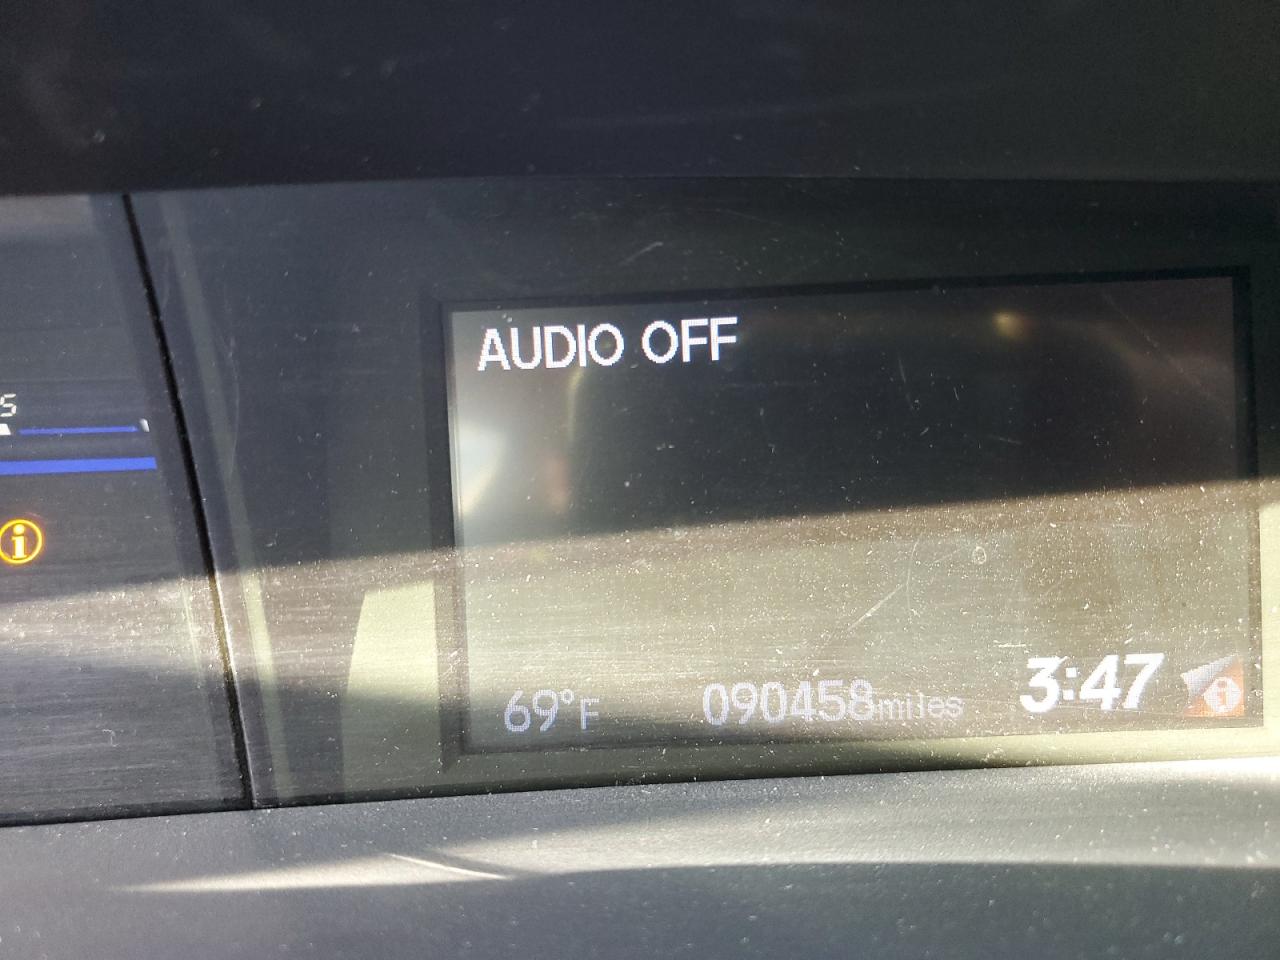 AUDIO OFF
S
i
69°F 090458miles 3:47 i